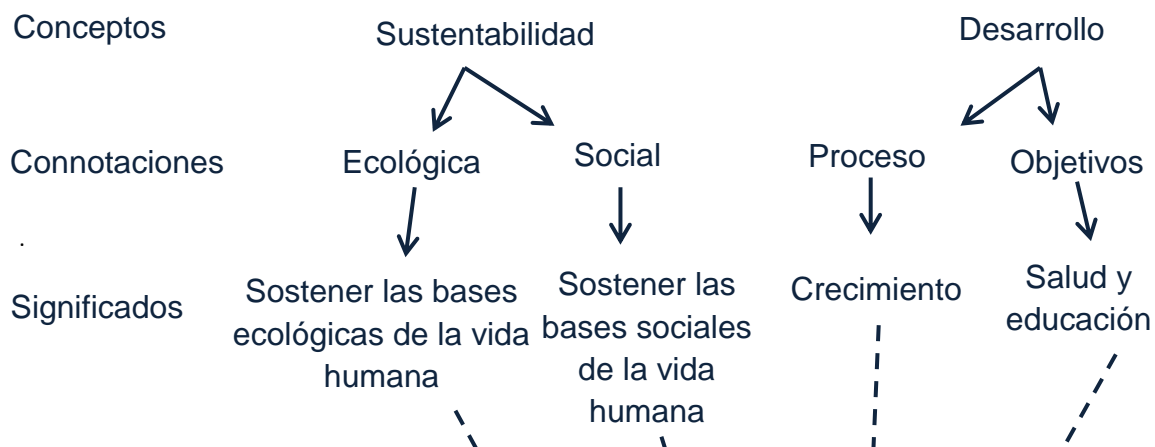 Conceptos
Sustentabilidad
Desarrollo
Connotaciones
Ecológica
Social
Proceso
Objetivos
.
Significados
Sostener las bases
ecológicas de la vida
humana
Sostener las
bases sociales
de la vida
humana
Crecimiento
Salud y
educación